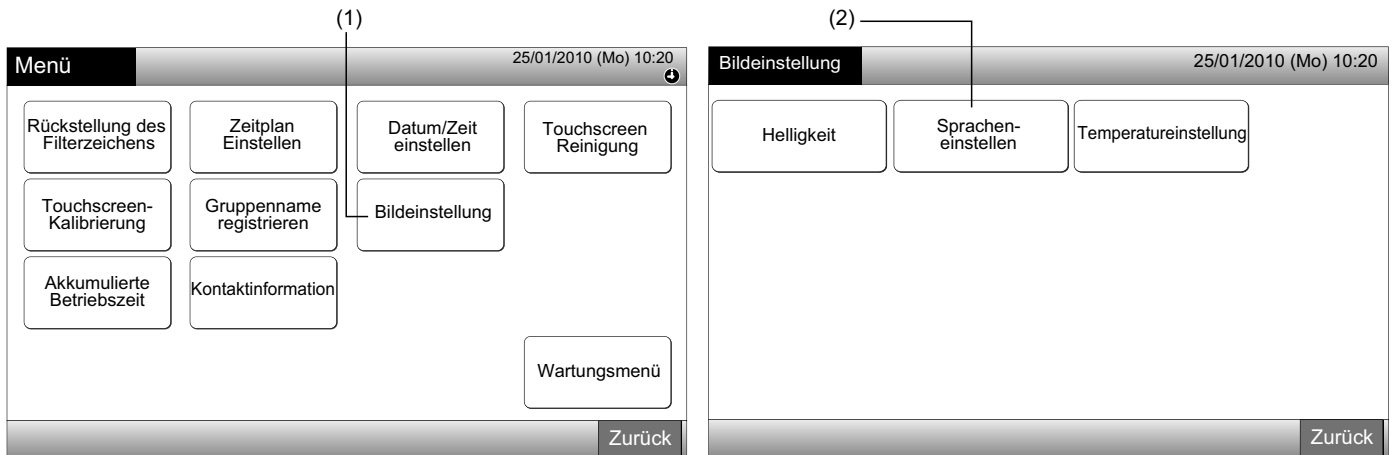 (1)
(2)
Menü
25/01/2010 (Mo) 10:20
Rückstellung des
Filterzeichens
Zeitplan
Einstellen
Datum/Zeit
einstellen
Touchscreen
Reinigung
Touchscreen-
Kalibrierung
Gruppenname
registrieren
Bildeinstellung
Akkumulierte
Betriebszeit
Kontaktinformation
Wartungsmenü
Zurück
Bildeinstellung
25/01/2010 (Mo) 10:20
Helligkeit
Sprachen-
einstellen
Temperatureinstellung
Zurück